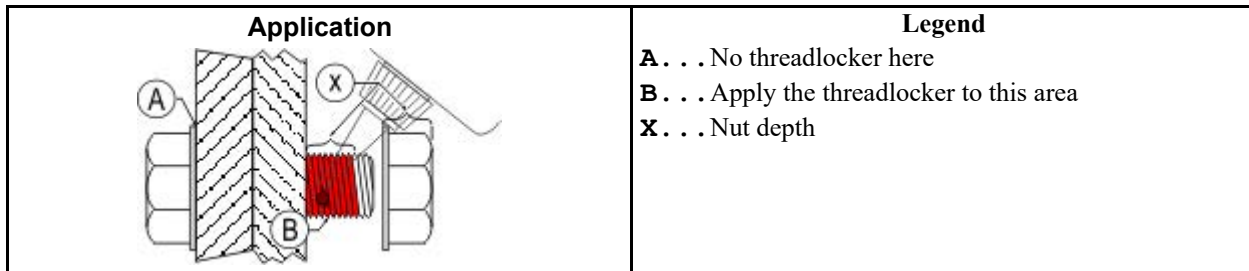 Application
A
X
B
Legend
A...No threadlocker here
B...Apply the threadlocker to this area
X...Nut depth